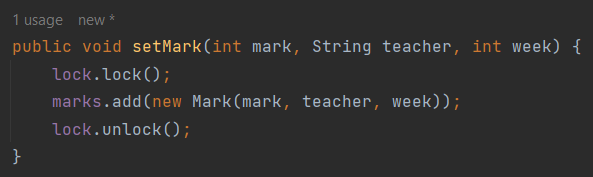 1 usage new *
public void setMark(int mark, String teacher, int week) {
lock.lock();
marks.add(new Mark(mark, teacher, week));
lock.unlock();
}